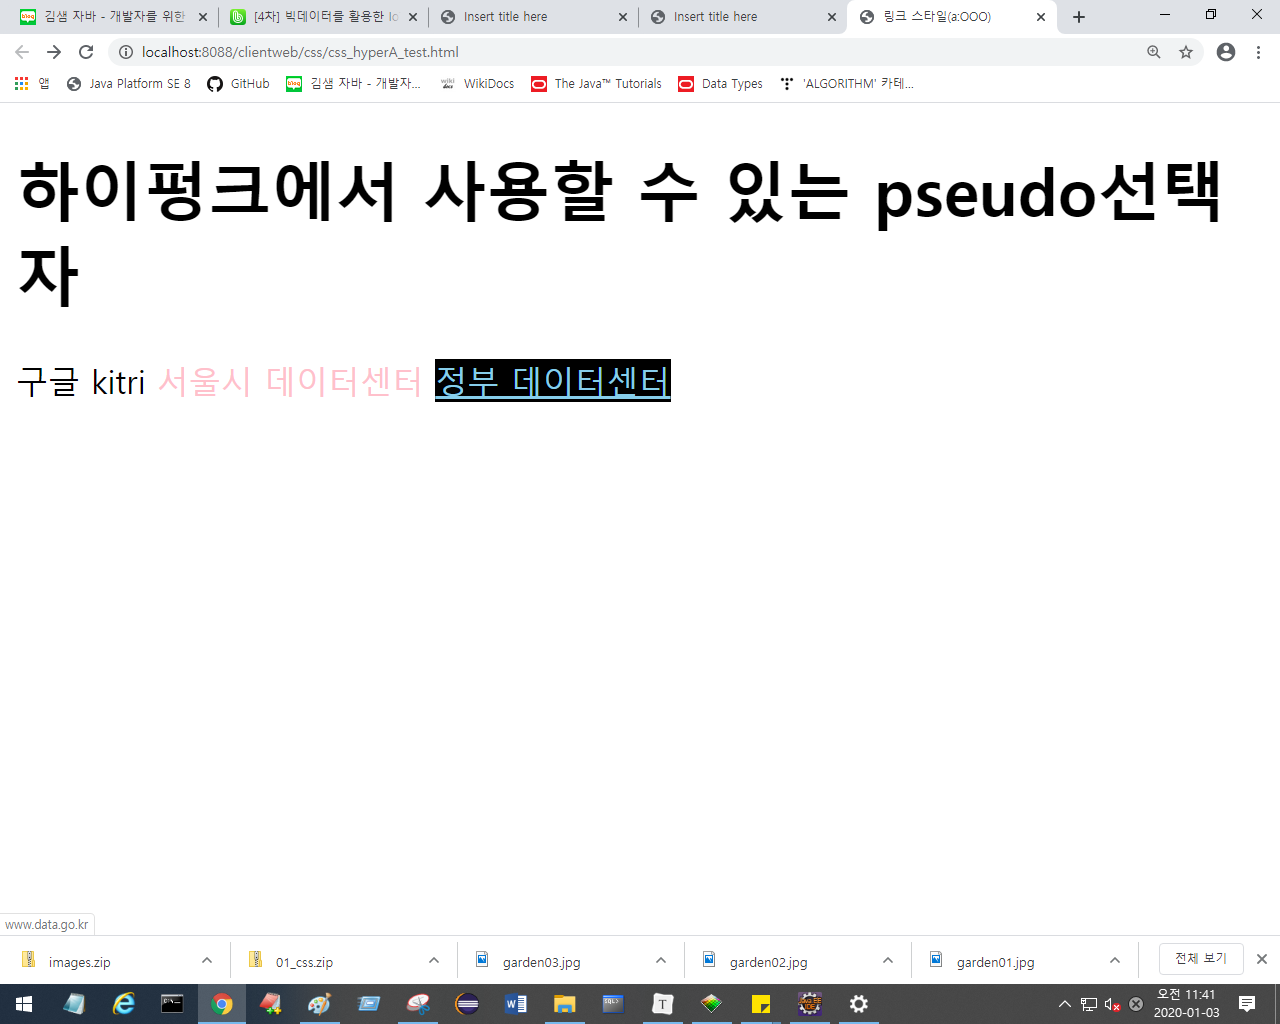 김샘 자바 - 개발자를 위한
[4차] 빅데이터를 활용한 Io
Insert title here
Insert title here
링크 스타일(a:OOO)
localhost:8088/clientweb/css/css_hyperA_test.html
앱
Java Platform SE 8
GitHub
김샘 자바 - 개발자...
WikiDocs
The Java™ Tutorials
Data Types
'ALGORITHM' 카테...
하이펑크에서 사용할 수 있는 pseudo선택
자
구글 kitri 서울시 데이터센터 정부 데이터센터
www.data.go.kr
images.zip
01_css.zip
garden03.jpg
garden02.jpg
garden01.jpg
전체 보기
오전 11:41
2020-01-03